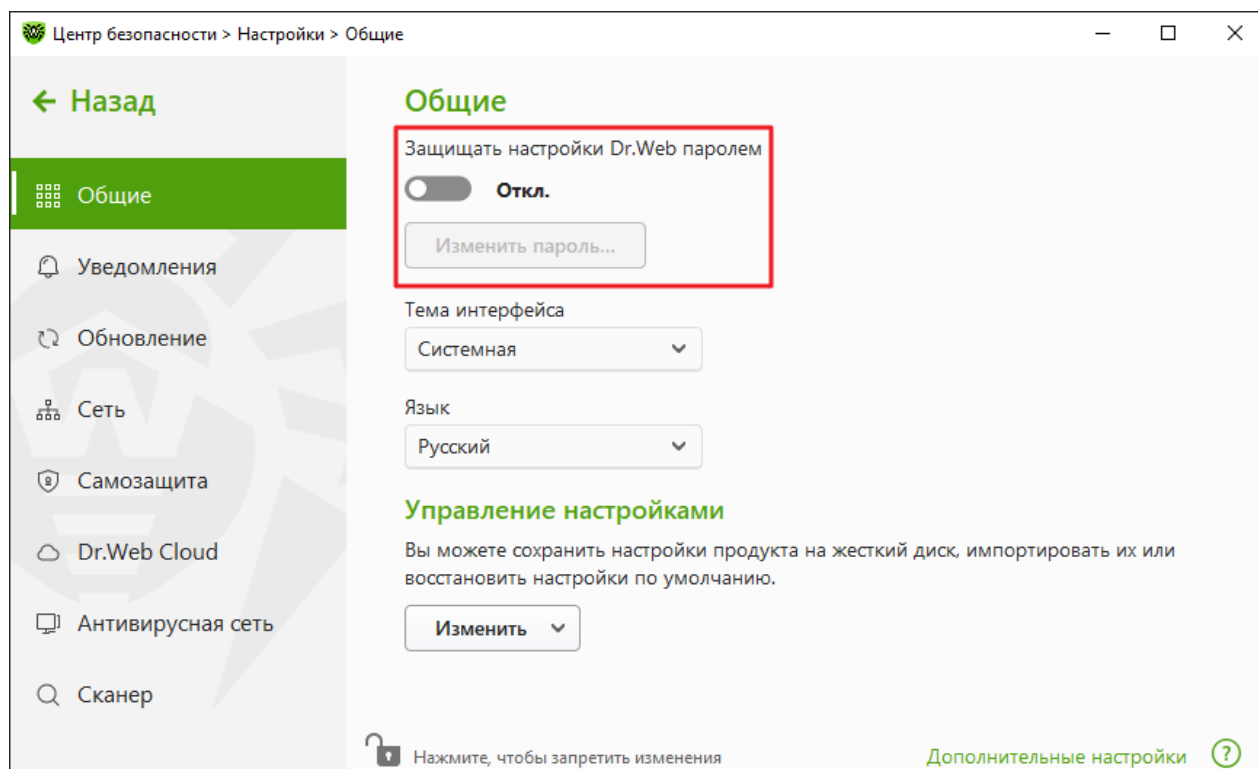 Центр безопасности > Настройки > Общие
Назад
Общие
Уведомления
Обновление
Сеть
Самозащита
Dr.Web Cloud
Антивирусная сеть
Сканер
Общие
Защищать настройки Dr.Web паролем
Откл.
Изменить пароль...
Тема интерфейса
Системная
Язык
Русский
Управление настройками
Вы можете сохранить настройки продукта на жесткий диск, импортировать их или
восстановить настройки по умолчанию.
Изменить
Нажмите, чтобы запретить изменения
Дополнительные настройки ?